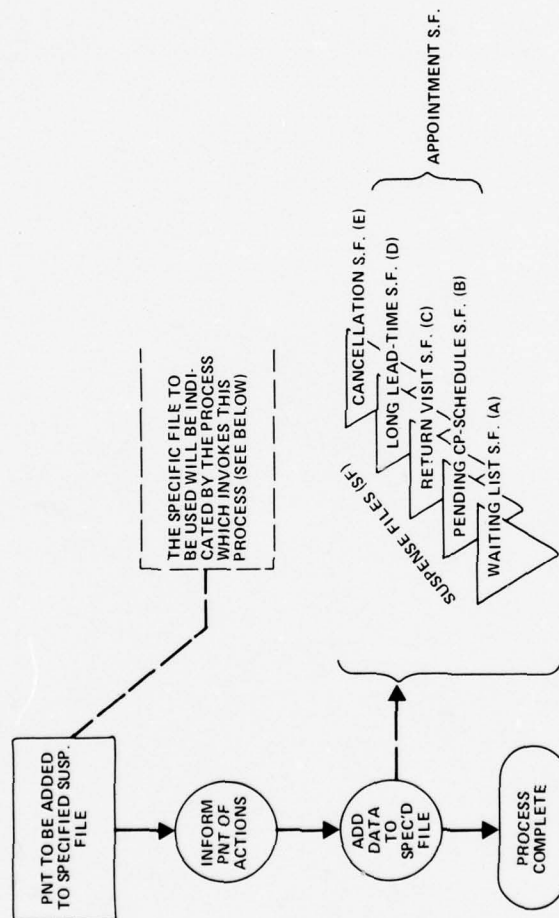 PNT TO BE ADDED
TO SPECIFIED SUSP.
FILE
THE SPECIFIC FILE TO
BE USED WILL BE INDI-
CATED BY THE PROCESS
WHICH INVOKES THIS
PROCESS (SEE BELOW)
INFORM
PNT OF
ACTIONS
ADD
DATA
TO
SPEC'D
FILE
PROCESS
COMPLETE
SUSPENSE FILES (SF)
CANCELLATION S.F. (E)
LONG LEAD-TIME S.F. (D)
RETURN VISIT S.F. (C)
PENDING CP-SCHEDULE S.F. (B)
WAITING LIST S.F. (A)
APPOINTMENT S.F.